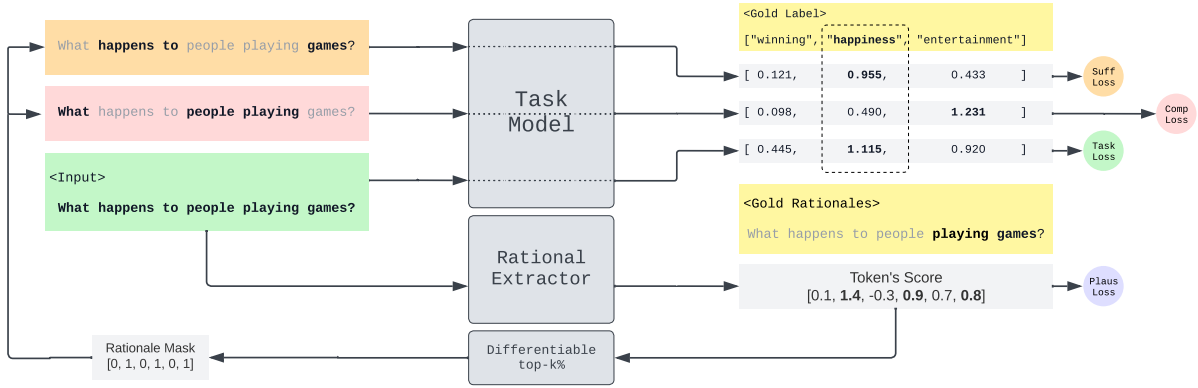 What happens to people playing games?
What happens to people playing games?
<Input>
What happens to people playing games?
Task
Model
Rational
Extractor
Differentiable
top-k%
Rationale Mask
[0, 1, 0, 1, 0, 1]
<Gold Label>
["winning", "happiness", "entertainment"]
[ 0.121, 0.955, 0.433 ]
[ 0.098, 0.490, 1.231 ]
[ 0.445, 1.115, 0.920 ]
Suff
Loss
Comp
Loss
Task
Loss
<Gold Rationales>
What happens to people playing games?
Token's Score
[0.1, 1.4, -0.3, 0.9, 0.7, 0.8]
Plaus
Loss